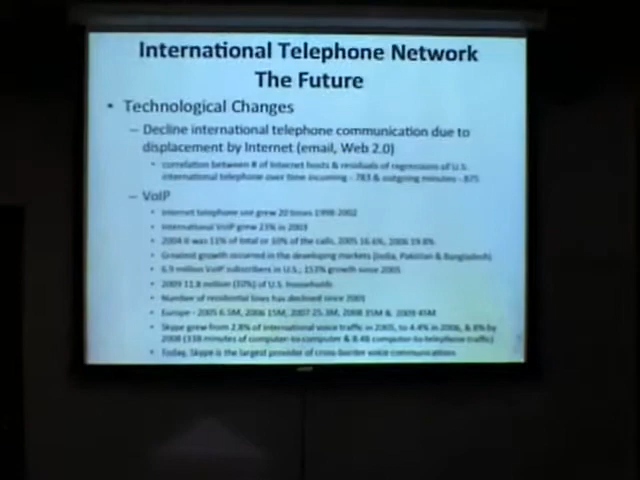 International Telephone Network
The Future
• Technological Changes
– Decline international telephone communication due to
displacement by Internet (email, Web 2.0)
• correlation between # of Internet hosts & residuals of regression of U.S.
international telephone over time incoming - 783 & outgoing minutes - 875
– VoIP
• Internet telephone use grew 20 times 1998-2002
• International VoIP grew in 2003
• 2004 it was 11% of total or 10% of the calls, 2005 16.6%, 2006 19.8%
• Greatest growth occurred in the developing markets (India, Pakistan & Bangladesh)
• 6.9 million VoIP subscribers in U.S.; 153% growth since 2005
• 2009 11.8 million (10%) of U.S. households
• Number of residential lines has declined since 2001
• Europe - 2005 6.5M, 2006 15M, 2007 25.3M, 2008 35M & 2009 45M
• Skype grew from 2.8% of international voice traffic in 2005, to 4.4% in 2006, & 8% by
2008 (33B minutes of computer-to-computer & 8.4B computer-to-telephone traffic)
• Today, Skype is the largest provider of cross-border voice communications